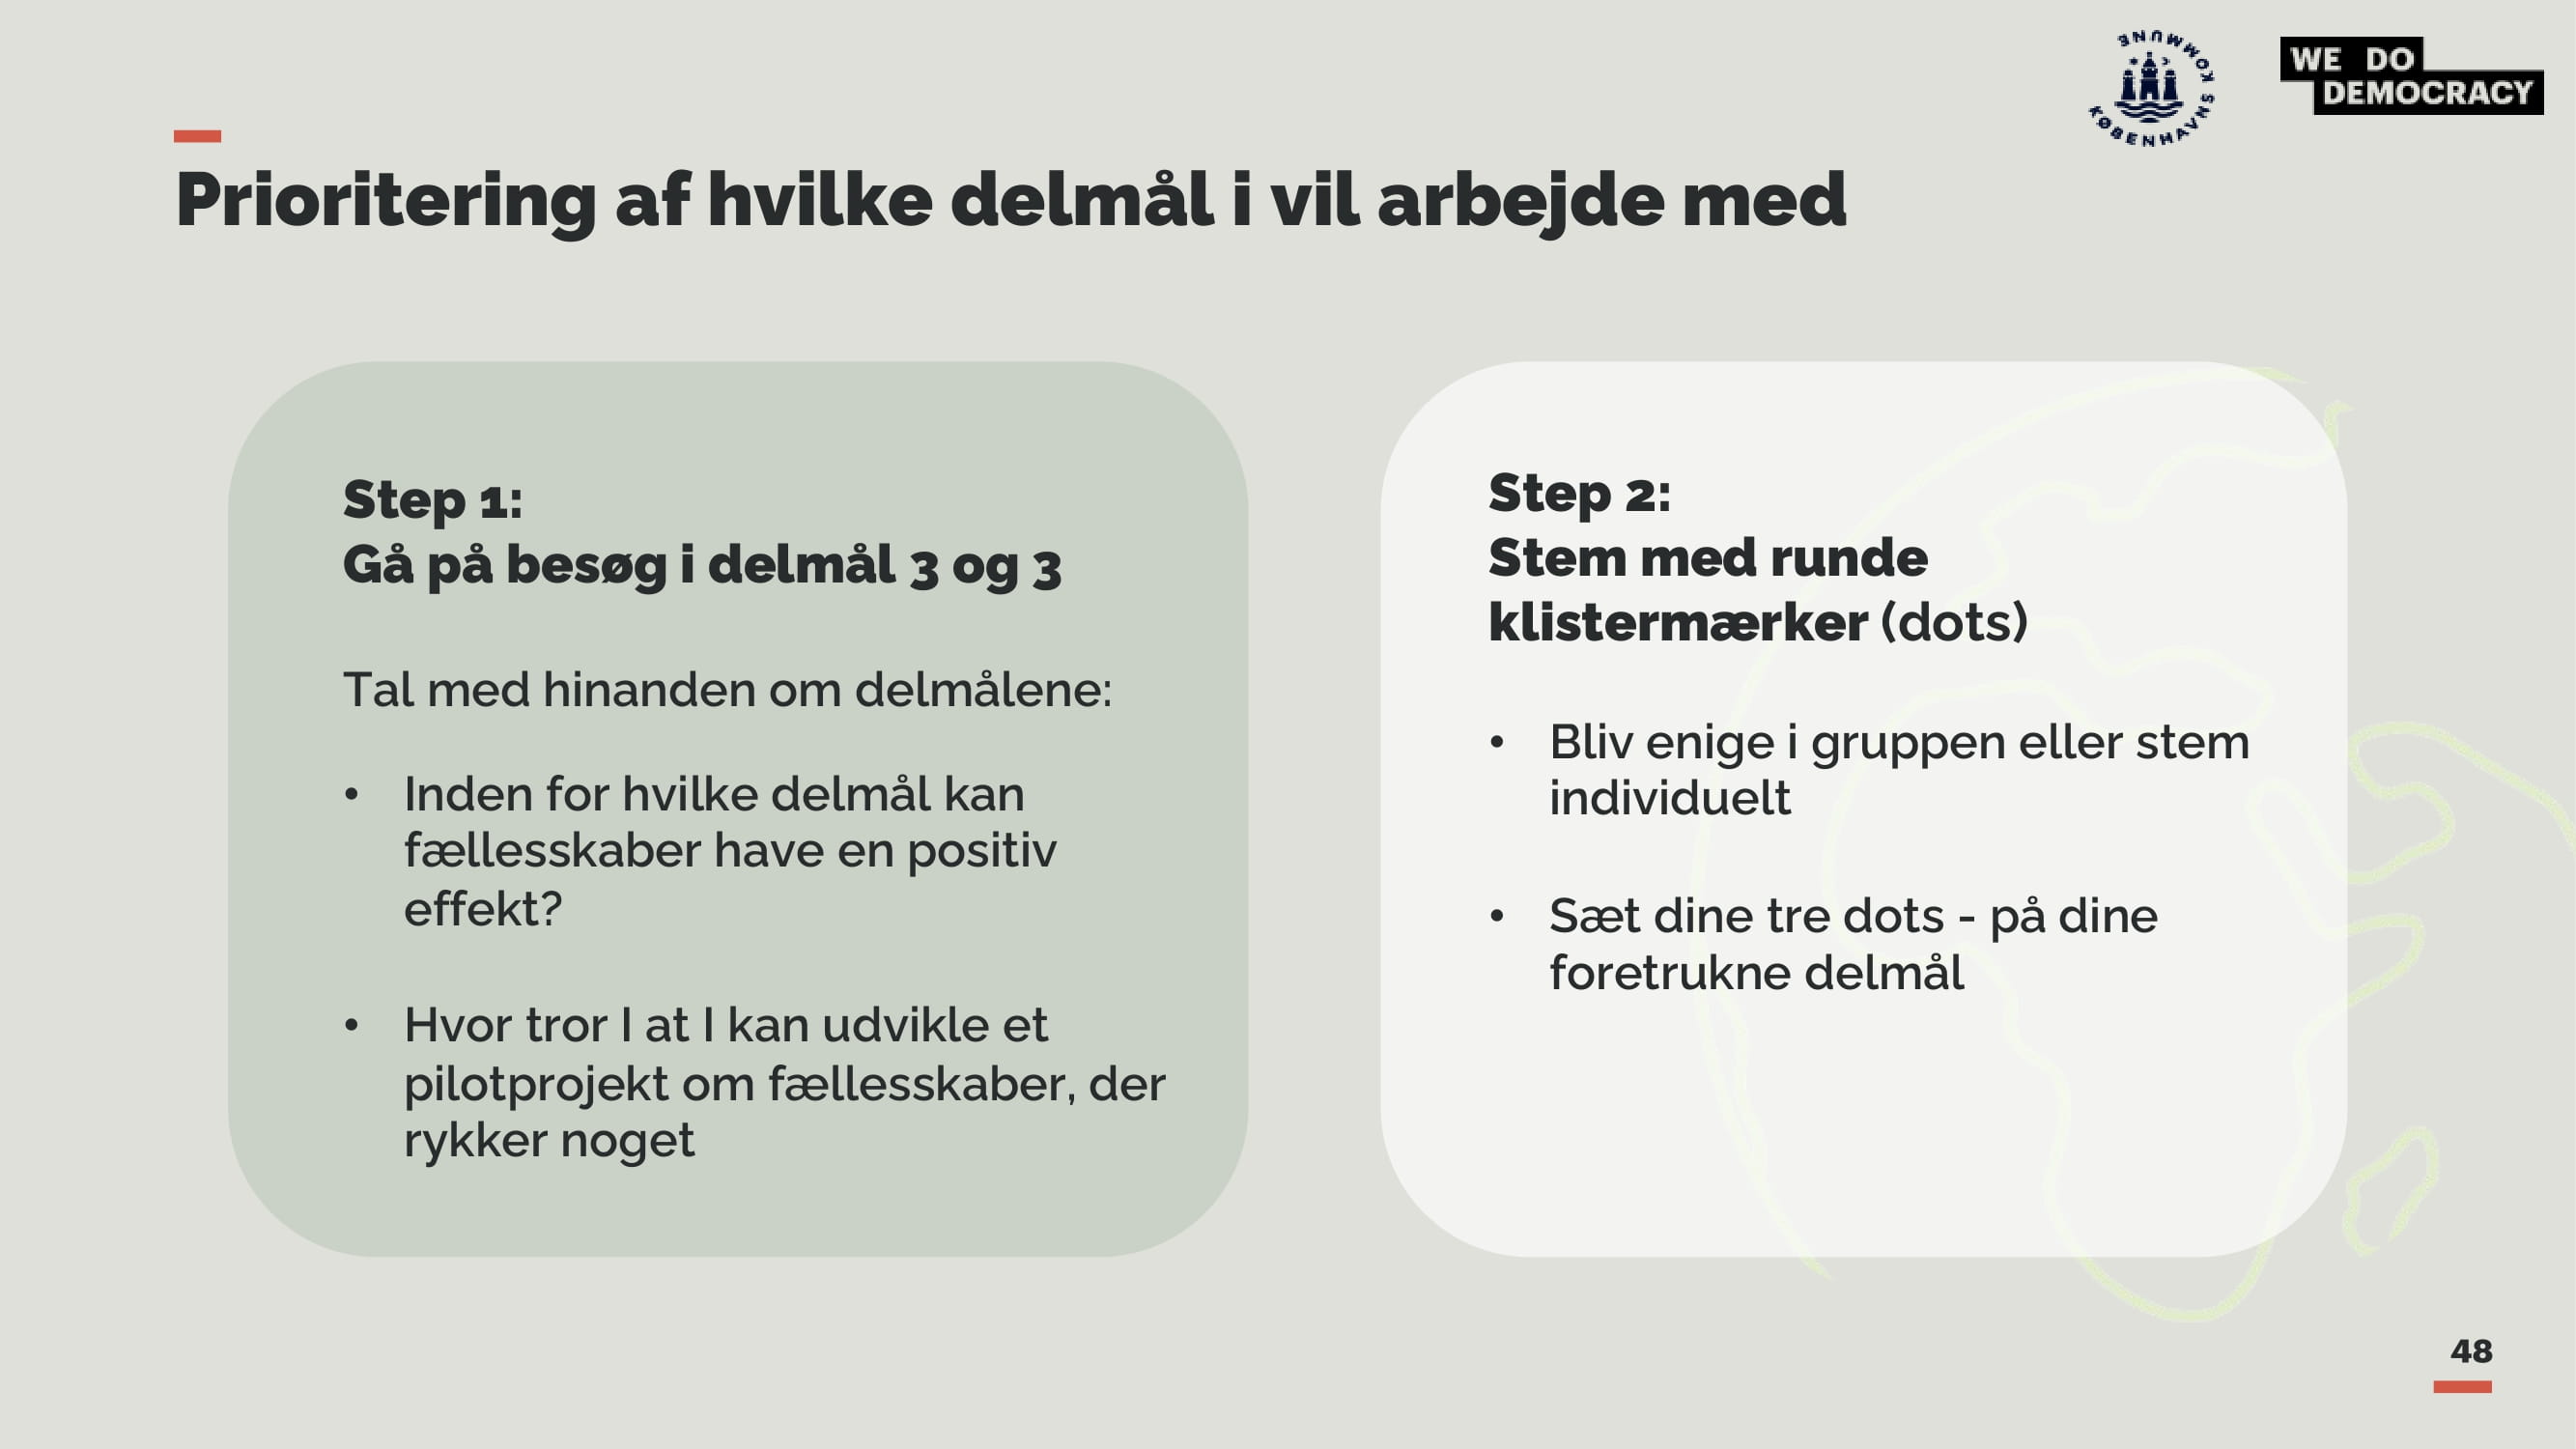 KØBENHAVNS KOMMUNE
WE DO
DEMOCRACY
Prioritering af hvilke delmål i vil arbejde med
Step 1:
Gå på besøg i delmål 3 og 3
Tal med hinanden om delmålene:
• Inden for hvilke delmål kan
fællesskaber have en positiv
effekt?
• Hvor tror I at I kan udvikle et
pilotprojekt om fællesskaber, der
rykker noget
Step 2:
Stem med runde
klistermærker (dots)
• Bliv enige i gruppen eller stem
individuelt
• Sæt dine tre dots - på dine
foretrukne delmål
48